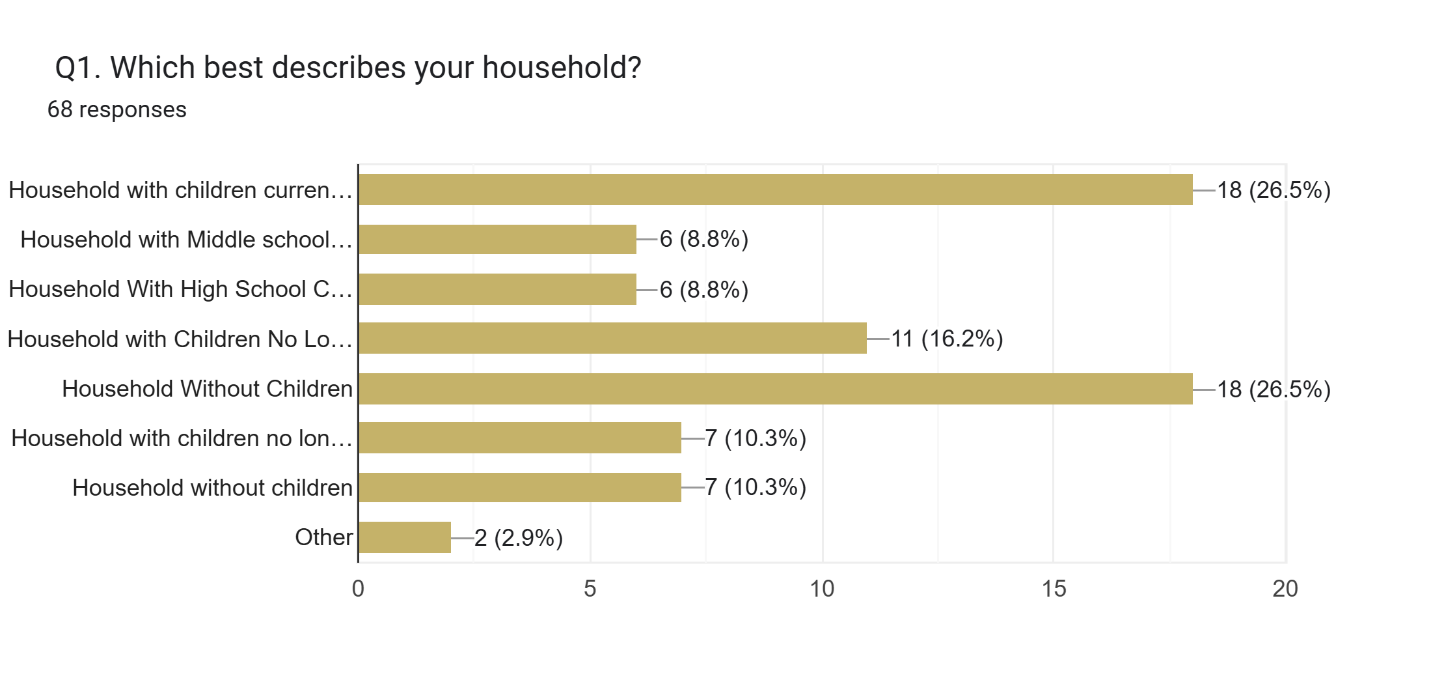 Q1. Which best describes your household?
68 responses
Household with children curren… 18 (26.5%)
Household with Middle school… 6 (8.8%)
Household With High School C… 6 (8.8%)
Household with Children No Lo… 11 (16.2%)
Household Without Children 18 (26.5%)
Household with children no lon… 7 (10.3%)
Household without children 7 (10.3%)
Other 2 (2.9%)
0 5 10 15 20